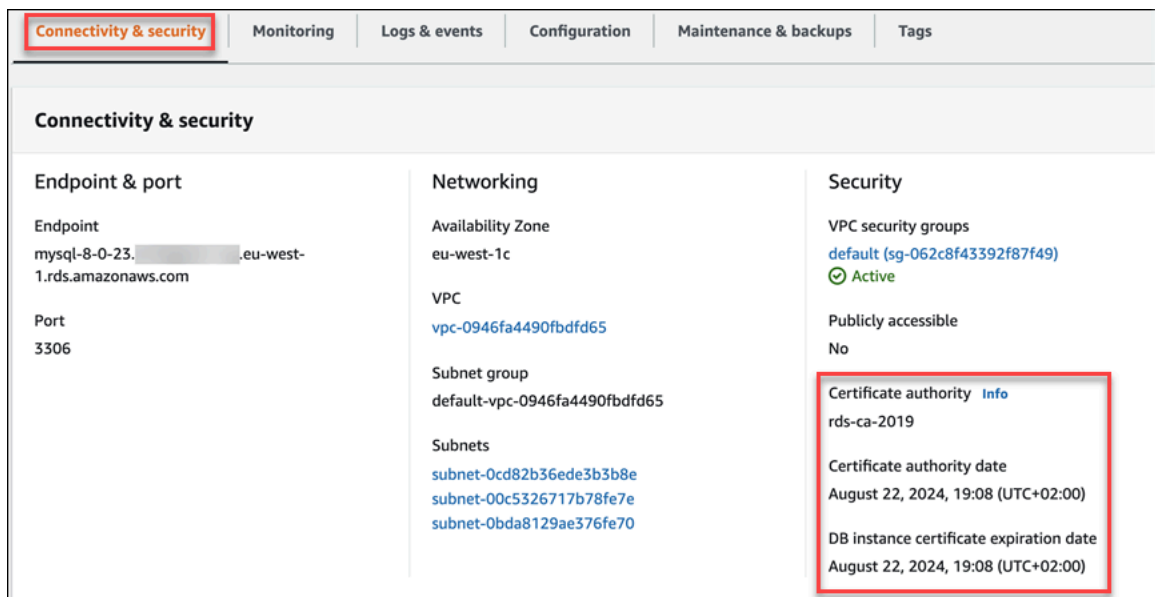 Connectivity & security
Monitoring
Logs & events
Configuration
Maintenance & backups
Tags
Connectivity & security
Endpoint & port
Endpoint
mysql-8-0-23. .eu-west-
1.rds.amazonaws.com
Port
3306
Networking
Availability Zone
eu-west-1c
VPC
vpc-0946fa4490fbdfd65
Subnet group
default-vpc-0946fa4490fbdfd65
Subnets
subnet-0cd82b36ede3b3b8e
subnet-00c5326717b78fe7e
subnet-0bda8129ae376fe70
Security
VPC security groups
default (sg-062c8f43392f87f49)
Active
Publicly accessible
No
Certificate authority Info
rds-ca-2019
Certificate authority date
August 22, 2024, 19:08 (UTC+02:00)
DB instance certificate expiration date
August 22, 2024, 19:08 (UTC+02:00)